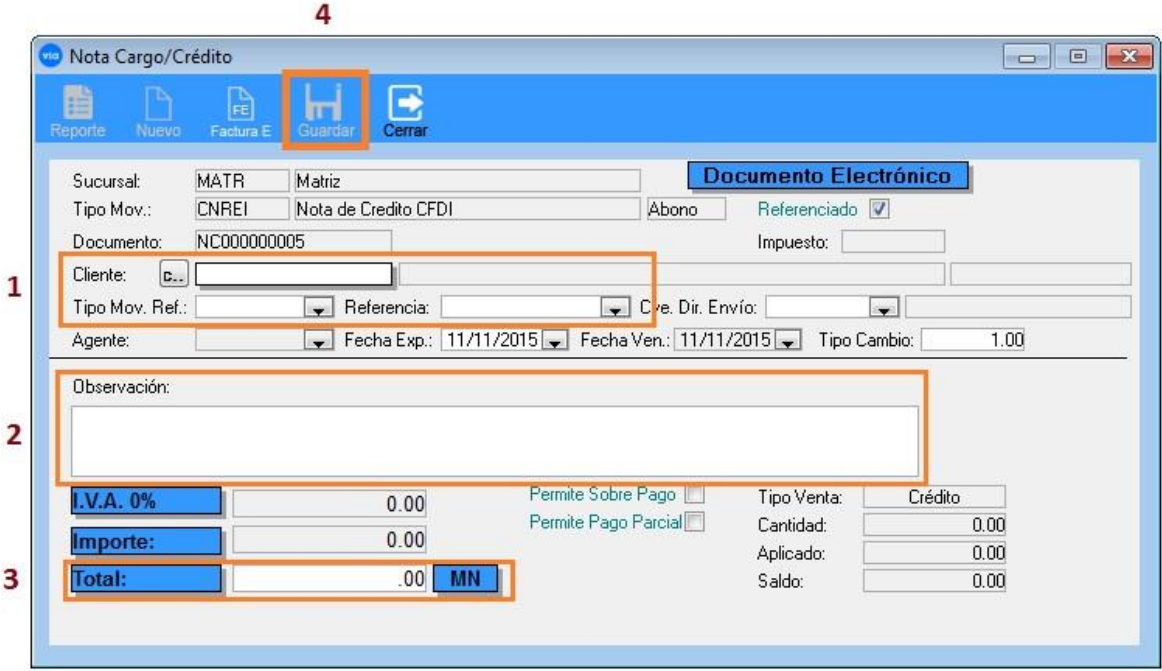 4
via Nota Cargo/Crédito
Reporte Nuevo FE Factura E Guardar Cerrar
Sucursal: MATR Matriz Documento Electrónico
Tipo Mov.: CNREI Nota de Credito CFDI Abono Referenciado
Documento: NC000000005 Impuesto:
1 Cliente: C..
Tipo Mov. Ref.: Referencia: Cve. Dir. Envío:
Agente: Fecha Exp.: 11/11/2015 Fecha Ven.: 11/11/2015 Tipo Cambio: 1.00
Observación:
2
I.V.A. 0% 0.00 Permite Sobre Pago Tipo Venta: Crédito
Permite Pago Parcial Cantidad: 0.00
Importe: 0.00 Aplicado: 0.00
3 Total: .00 MN Saldo: 0.00